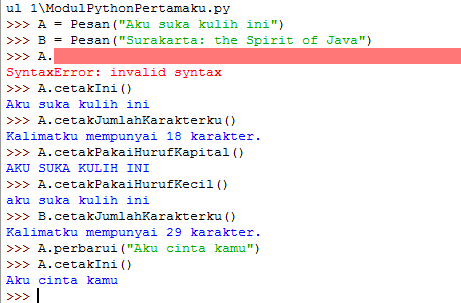 ul 1\ModulPythonPertamaku.py
>>> A = Pesan("Aku suka kulih ini")
>>> B = Pesan("Surakarta: the Spirit of Java")
>>> A.
SyntaxError: invalid syntax
>>> A.cetakIni()
Aku suka kulih ini
>>> A.cetakJumlahKarakterku()
Kalimatku mempunyai 18 karakter.
>>> A.cetakPakaiHurufKapital()
AKU SUKA KULIH INI
>>> A.cetakPakaiHurufKecil()
aku suka kulih ini
>>> B.cetakJumlahKarakterku()
Kalimatku mempunyai 29 karakter.
>>> A.perbarui("Aku cinta kamu")
>>> A.cetakIni()
Aku cinta kamu
>>>